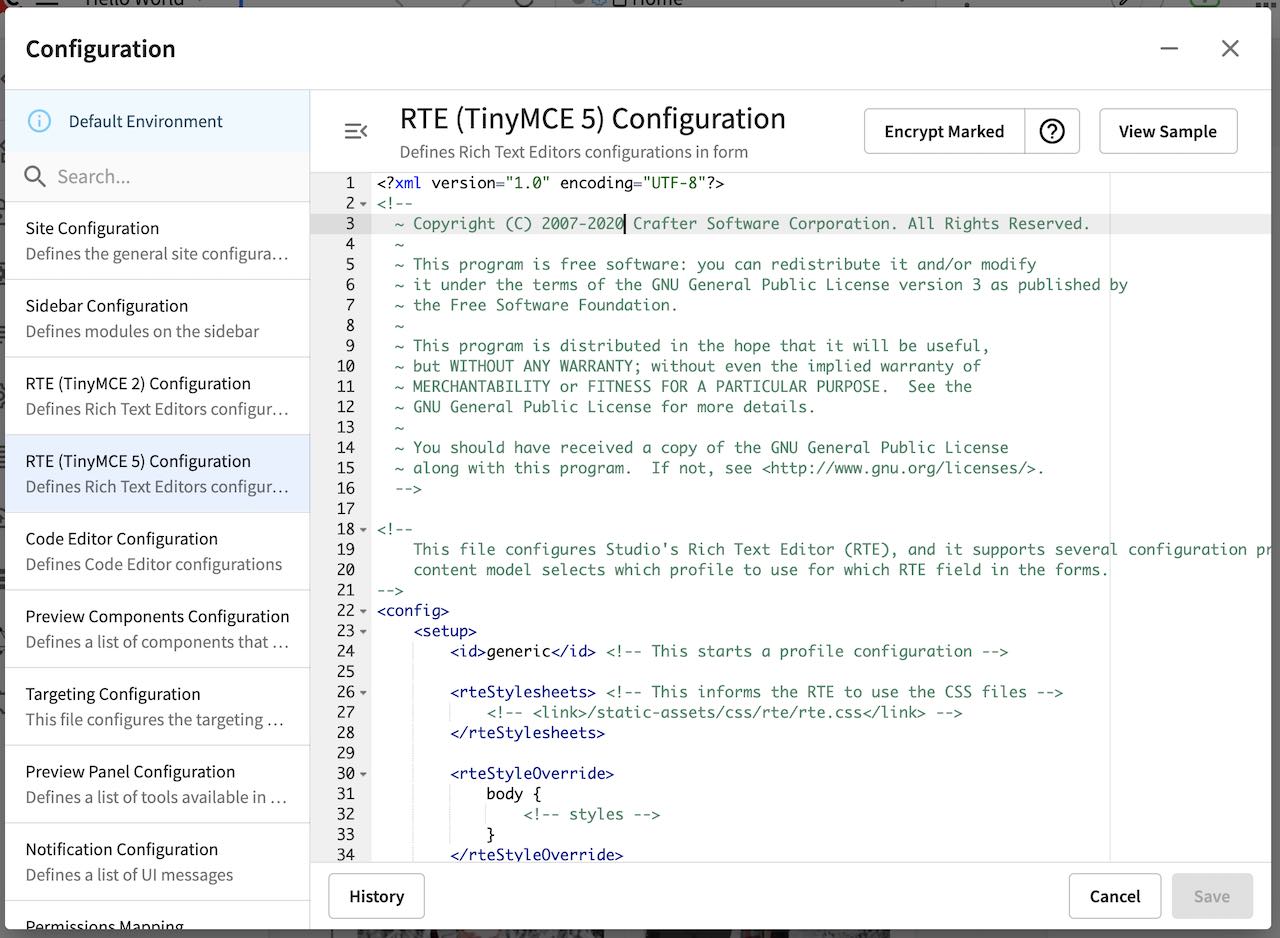 Hello World
Home
Configuration
Default Environment
Search...
Site Configuration
Defines the general site configura…
Sidebar Configuration
Defines modules on the sidebar
RTE (TinyMCE 2) Configuration
Defines Rich Text Editors configur…
RTE (TinyMCE 5) Configuration
Defines Rich Text Editors configur…
Code Editor Configuration
Defines Code Editor configurations
Preview Components Configuration
Defines a list of components that …
Targeting Configuration
This file configures the targeting …
Preview Panel Configuration
Defines a list of tools available in …
Notification Configuration
Defines a list of UI messages
Permissions Mapping
RTE (TinyMCE 5) Configuration
Defines Rich Text Editors configurations in form
Encrypt Marked
View Sample
1 <?xml version="1.0" encoding="UTF-8"?>
2 <!--
3 ~ Copyright (C) 2007-2020 Crafter Software Corporation. All Rights Reserved.
4 ~
5 ~ This program is free software: you can redistribute it and/or modify
6 ~ it under the terms of the GNU General Public License version 3 as published by
7 ~ the Free Software Foundation.
8 ~
9 ~ This program is distributed in the hope that it will be useful,
10 ~ but WITHOUT ANY WARRANTY; without even the implied warranty of
11 ~ MERCHANTABILITY or FITNESS FOR A PARTICULAR PURPOSE.  See the
12 ~ GNU General Public License for more details.
13 ~
14 ~ You should have received a copy of the GNU General Public License
15 ~ along with this program.  If not, see <http://www.gnu.org/licenses/>.
16 -->
17
18 <!--
19 This file configures Studio's Rich Text Editor (RTE), and it supports several configuration pr
20 content model selects which profile to use for which RTE field in the forms.
21 -->
22 <config>
23 <setup>
24 <id>generic</id> <!-- This starts a profile configuration -->
25
26 <rteStylesheets> <!-- This informs the RTE to use the CSS files -->
27 <!-- <link>/static-assets/css/rte/rte.css</link> -->
28 </rteStylesheets>
29
30 <rteStyleOverride>
31 body {
32 <!-- styles -->
33 }
34 </rteStyleOverride>
History
Cancel
Save